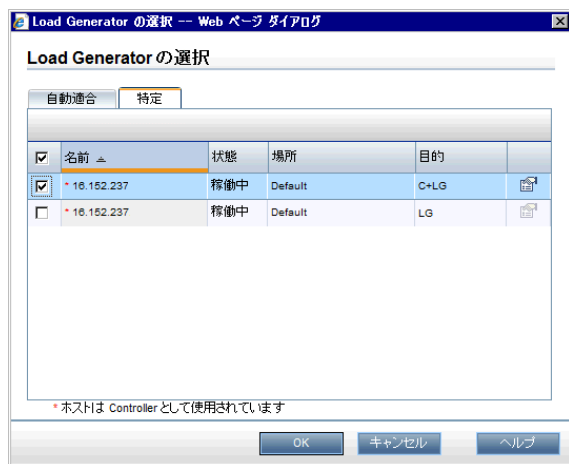 Load Generator の選択 -- Web ページ ダイアログ
Load Generator の選択
自動適合 特定
名前 状態 場所 目的
* 16.152.237 稼働中 Default C+LG
* 16.152.237 稼働中 Default LG
* ホストは Controller として使用されています
OK キャンセル ヘルプ